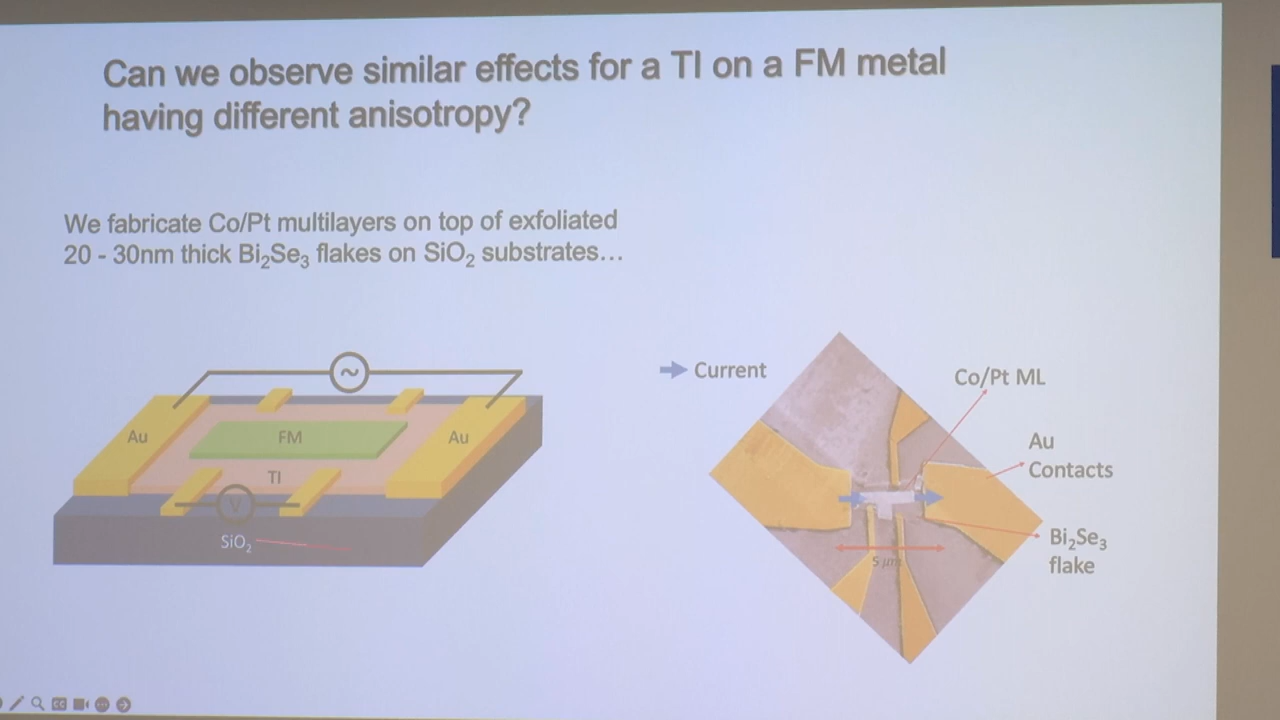 Can we observe similar effects for a TI on a FM metal
having different anisotropy?
We fabricate Co/Pt multilayers on top of exfoliated
20 - 30nm thick Bi₂Se₃ flakes on SiO₂ substrates…
~
Au
FM
Au
TI
V
SiO₂
Current
Co/Pt ML
Au
Contacts
Bi₂Se₃
flake
5 μm